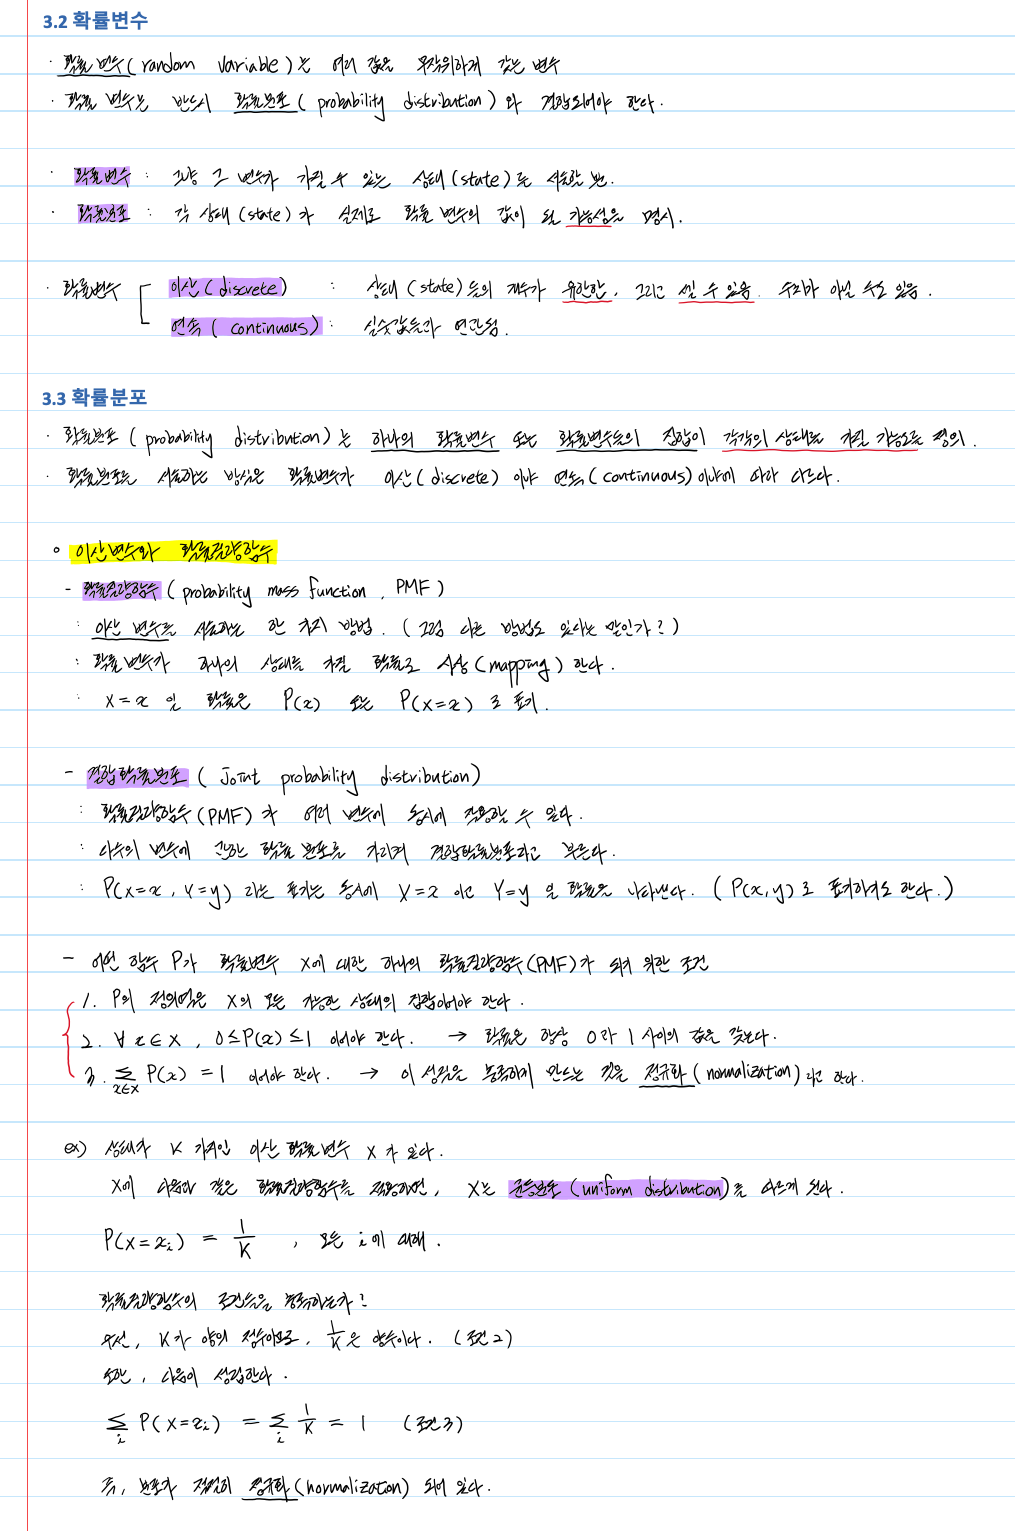 3.2 확률변수
· 확률 변수(random variable)는 여러 값을 무작위하게 갖는 변수
· 확률 변수는 반드시 확률분포(probability distribution)와 결합되어야 한다.
· 확률변수 : 그냥 그 변수가 가질 수 있는 상태(state)를 서술할 뿐.
· 확률분포 : 각 상태(state)가 실제로 확률 변수의 값이 될 가능성을 명시.
· 확률변수 이산(discrete) : 상태(state)들의 개수가 유한한, 그리고 셀 수 있음. 수치가 아닐 수도 있음.
연속(continuous) : 실숫값들과 연관됨.
3.3 확률분포
· 확률분포(probability distribution)는 하나의 확률변수 또는 확률변수들의 집합이 각각의 상태를 가질 가능도를 정의.
· 확률분포를 서술하는 방식은 확률변수가 이산(discrete)이냐 연속(continuous)이냐에 따라 다르다.
∘ 이산변수와 확률질량함수
- 확률질량함수(probability mass function, PMF)
: 이산 변수를 서술하는 한 가지 방법. (그럼 다른 방법도 있다는 말인가?)
: 확률 변수가 하나의 상태를 가질 확률로 사상(mapping)한다.
: X=x 일 확률은 P(x) 또는 P(X=x)로 표기.
- 결합확률분포(Joint probability distribution)
: 확률질량함수(PMF)가 여러 변수에 동시에 적용할 수 있다.
: 다수의 변수에 관한 확률 분포를 가리켜 결합확률분포라고 부른다.
: P(X=x, Y=y) 라는 표기는 동시에 X=x 이고 Y=y 일 확률을 나타낸다. (P(x,y)로 표기하기도 한다.)
- 어떤 함수 P가 확률변수 X에 대한 하나의 확률질량함수(PMF)가 되기 위한 조건
1. P의 정의역은 X의 모든 가능한 상태의 집합이어야 한다.
2. ∀x∈X, 0≤P(x)≤1 이어야 한다. → 확률은 항상 0과 1 사이의 값을 갖는다.
3. ∑x∈X P(x) = 1 이어야 한다. → 이 성질을 충족하게 만드는 것을 정규화(normalization)라고 한다.
ex) 상태가 K 가지인 이산 확률 변수 X가 있다.
X에 다음과 같은 확률질량함수를 적용하면, X는 균등분포(uniform distribution)를 따르게 된다.
P(X=xi) = 1/K , 모든 i에 대해.
확률질량함수의 조건들을 충족하는가?
우선, K가 양의 정수이므로, 1/K은 양수이다. (조건2)
또한, 다음이 성립한다.
∑i P(X=xi) = ∑i 1/K = 1 (조건3)
즉, 분포가 적절히 정규화(normalization) 되어 있다.